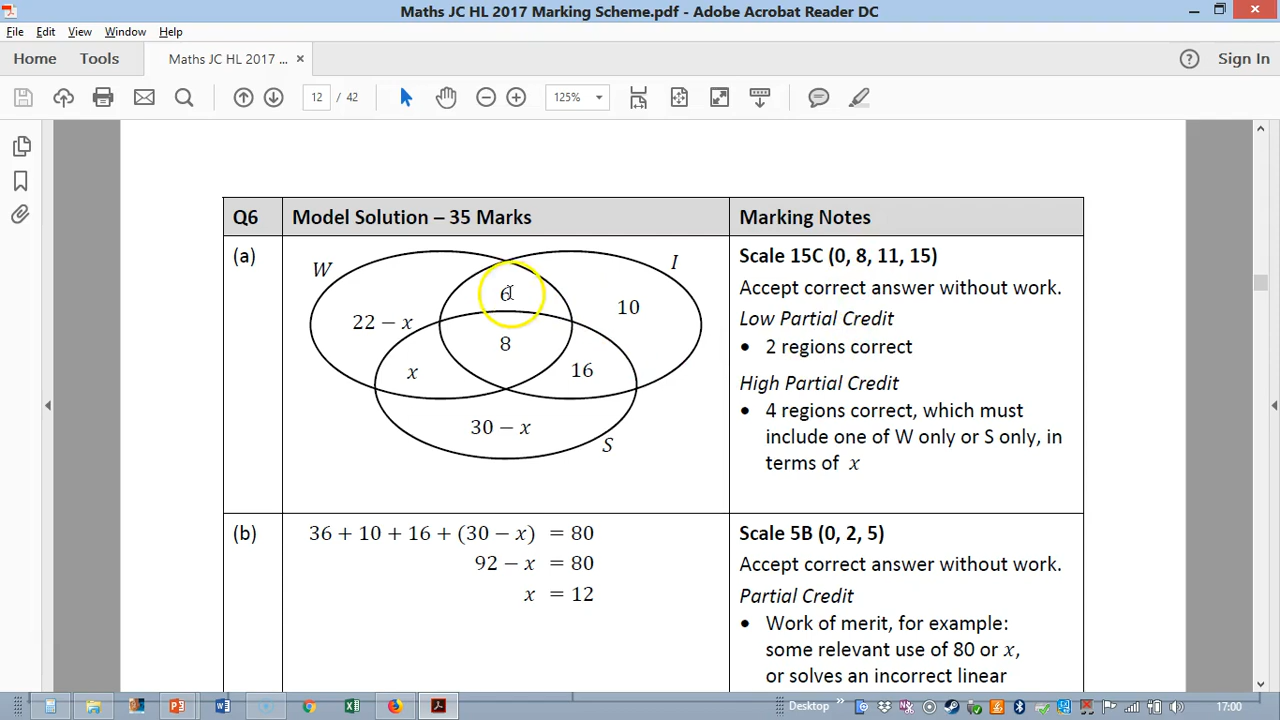 Maths JC HL 2017 Marking Scheme.pdf - Adobe Acrobat Reader DC
File Edit View Window Help
Home Tools Maths JC HL 2017 ... × ? Sign In
12 / 42 125%
Q6 Model Solution – 35 Marks Marking Notes
(a)
W
I
6
10
22 − x
8
x
16
30 − x
S
Scale 15C (0, 8, 11, 15)
Accept correct answer without work.
Low Partial Credit
• 2 regions correct
High Partial Credit
• 4 regions correct, which must
include one of W only or S only, in
terms of x
(b)
36 + 10 + 16 + (30 − x) = 80
92 − x = 80
x = 12
Scale 5B (0, 2, 5)
Accept correct answer without work.
Partial Credit
• Work of merit, for example:
some relevant use of 80 or x,
or solves an incorrect linear
Desktop » 17:00